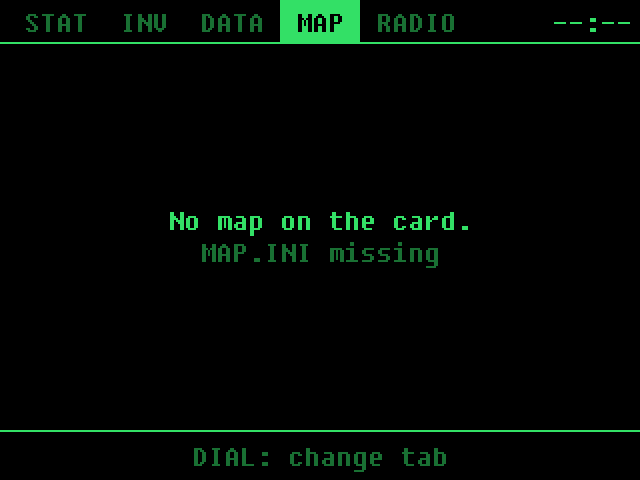 STAT INV DATA MAP RADIO --:--
No map on the card.
MAP.INI missing
DIAL: change tab